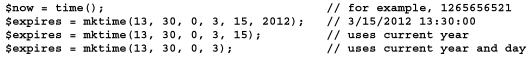 $now = time();                              // for example, 1265656521
$expires = mktime(13, 30, 0, 3, 15, 2012);  // 3/15/2012 13:30:00
$expires = mktime(13, 30, 0, 3, 15);        // uses current year
$expires = mktime(13, 30, 0, 3);            // uses current year and day